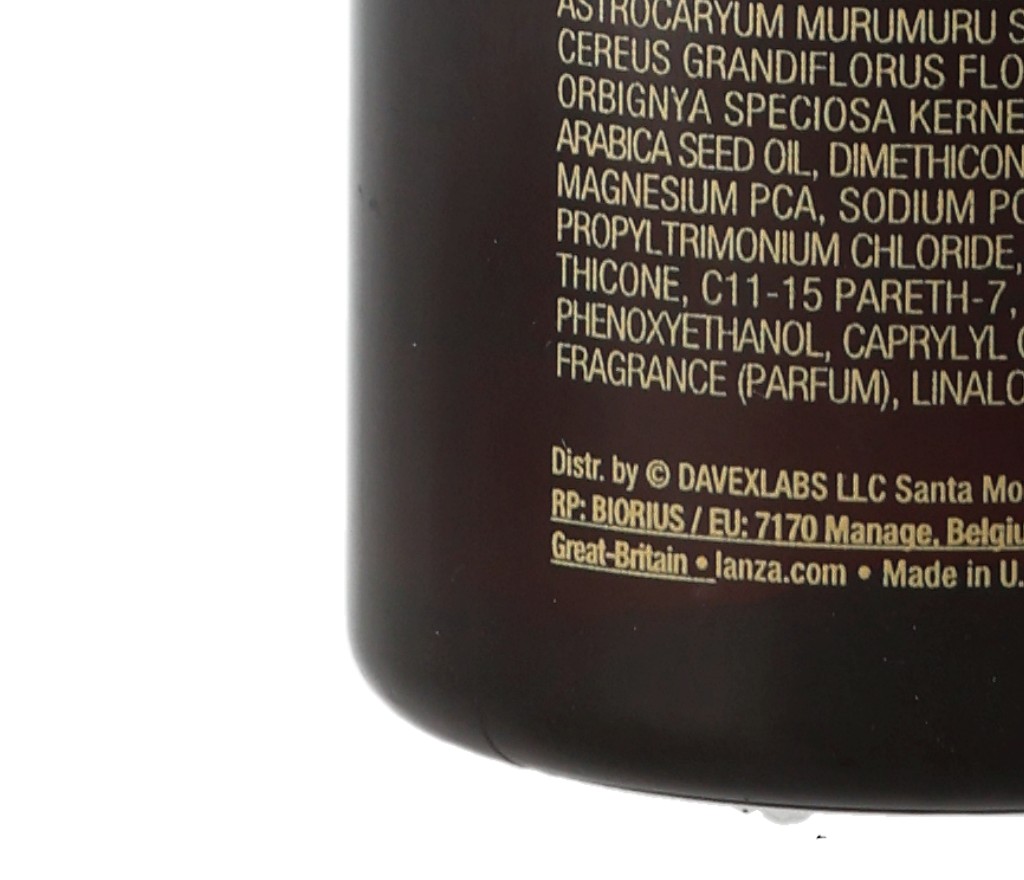 ASTROCARYUM MURUMURU S
CEREUS GRANDIFLORUS FLO
ORBIGNYA SPECIOSA KERNE
ARABICA SEED OIL, DIMETHICON
MAGNESIUM PCA, SODIUM PC
PROPYLTRIMONIUM CHLORIDE,
THICONE, C11-15 PARETH-7,
PHENOXYETHANOL, CAPRYLYL G
FRAGRANCE (PARFUM), LINALO
Distr. by © DAVEXLABS LLC Santa Mo
RP: BIORIUS / EU: 7170 Manage, Belgiu
Great-Britain • lanza.com • Made in U.